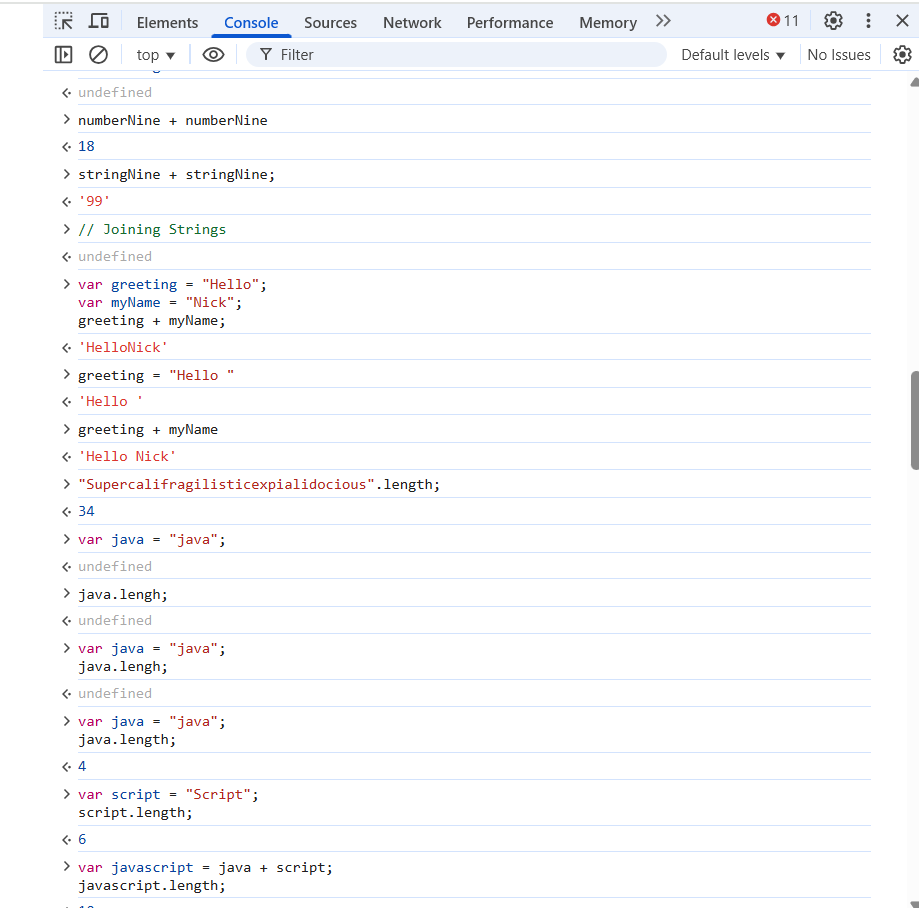 Elements Console Sources Network Performance Memory 11
top Filter Default levels No Issues
undefined
numberNine + numberNine
18
stringNine + stringNine;
'99'
// Joining Strings
undefined
var greeting = "Hello";
var myName = "Nick";
greeting + myName;
'HelloNick'
greeting = "Hello "
'Hello '
greeting + myName
'Hello Nick'
"Supercalifragilisticexpialidocious".length;
34
var java = "java";
undefined
java.lengh;
undefined
var java = "java";
java.lengh;
undefined
var java = "java";
java.length;
4
var script = "Script";
script.length;
6
var javascript = java + script;
javascript.length;